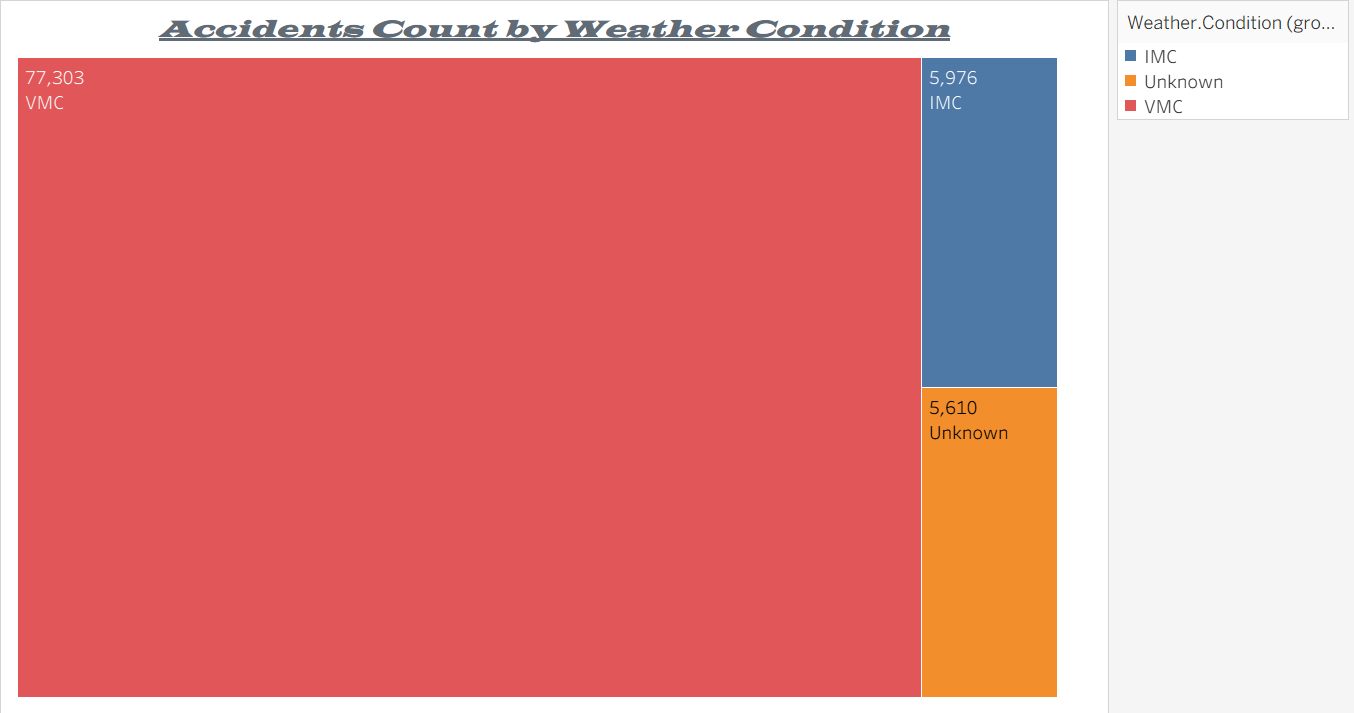 Accidents Count by Weather Condition
77,303
VMC
5,976
IMC
5,610
Unknown
Weather.Condition (gro...
IMC
Unknown
VMC